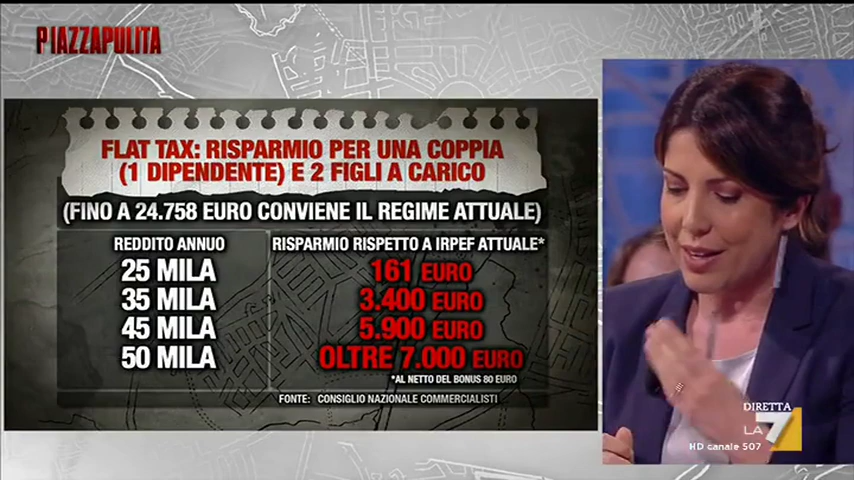 PIAZZAPULITA
FLAT TAX: RISPARMIO PER UNA COPPIA
(1 DIPENDENTE) E 2 FIGLI A CARICO
(FINO A 24.758 EURO CONVIENE IL REGIME ATTUALE)
REDDITO ANNUO RISPARMIO RISPETTO A IRPEF ATTUALE*
25 MILA 161 EURO
35 MILA 3.400 EURO
45 MILA 5.900 EURO
50 MILA OLTRE 7.000 EURO
*AL NETTO DEL BONUS 80 EURO
FONTE: CONSIGLIO NAZIONALE COMMERCIALISTI
DIRETTA
LA 7
HD canale 507